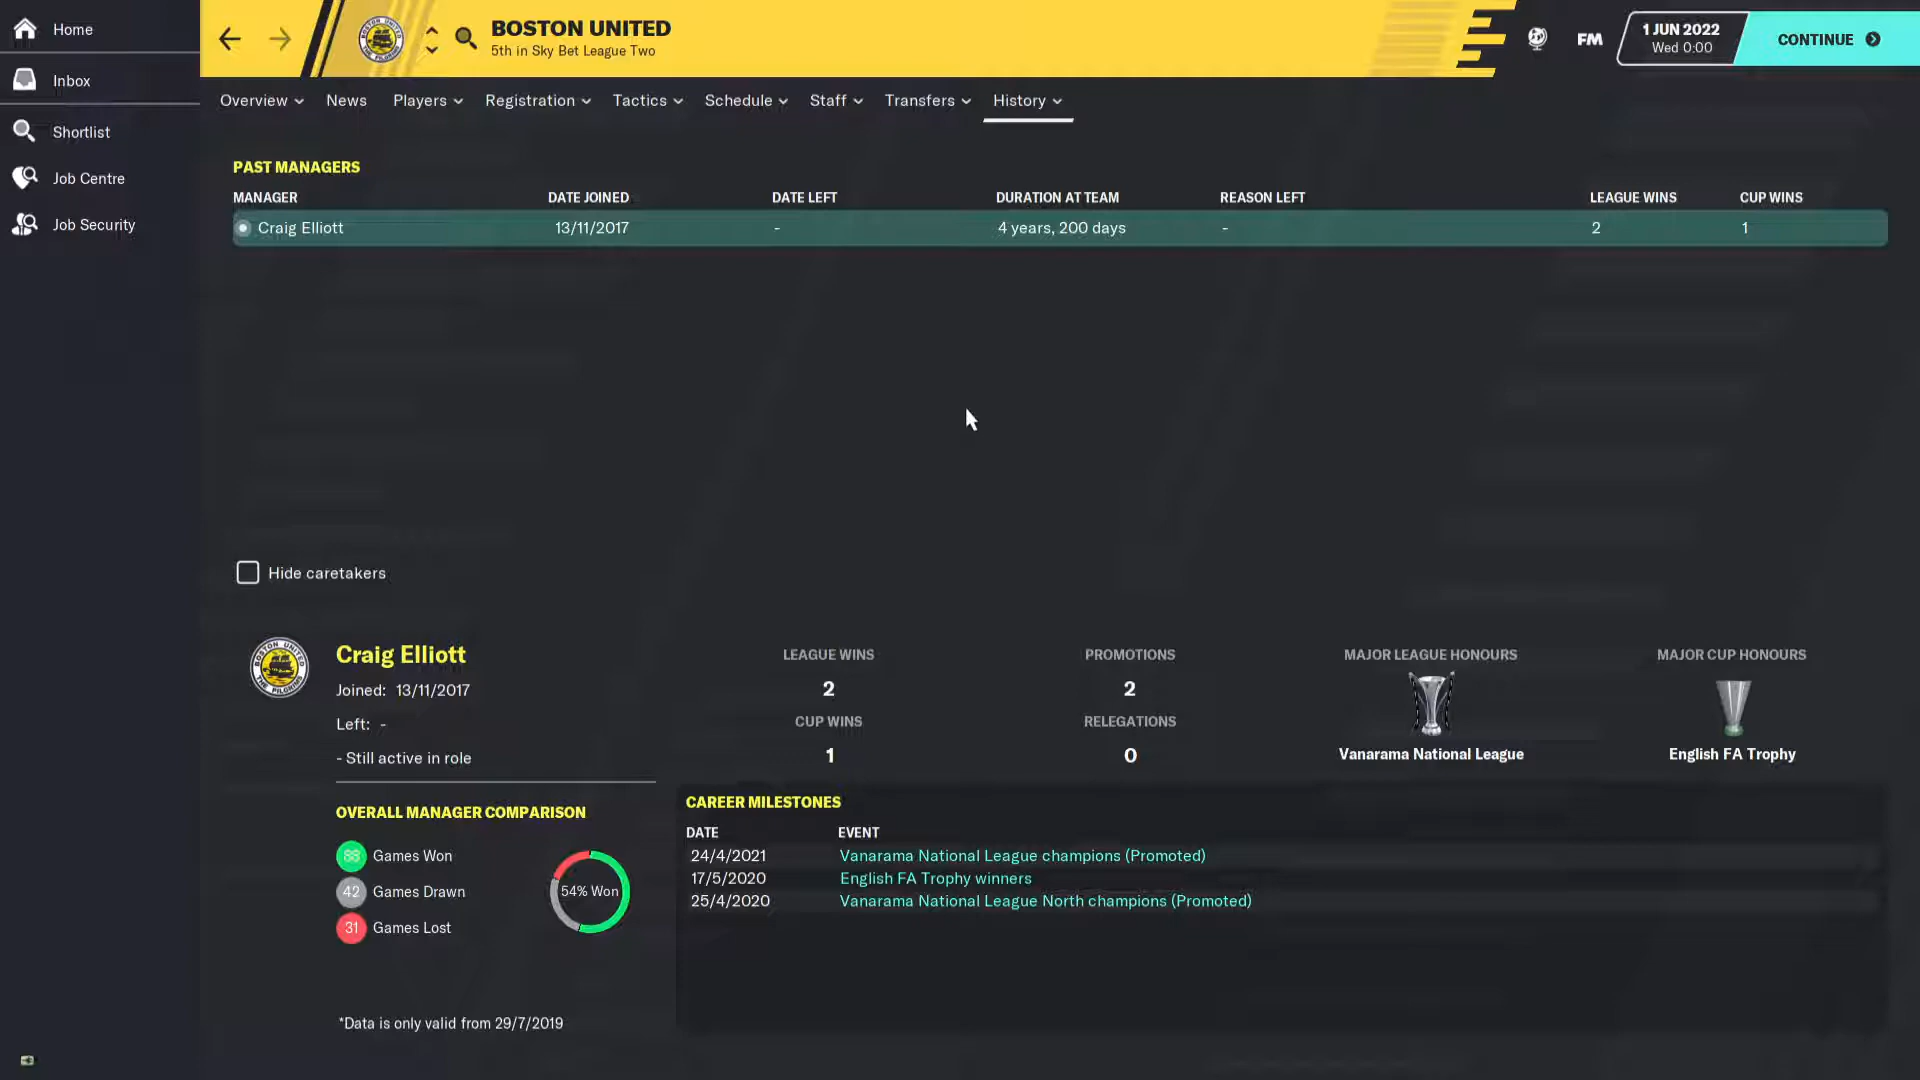 Home
Inbox
Shortlist
Job Centre
Job Security
BOSTON UNITED
5th in Sky Bet League Two
FM
1 JUN 2022
Wed 0:00
CONTINUE
Overview News Players Registration Tactics Schedule Staff Transfers History
PAST MANAGERS
MANAGER DATE JOINED DATE LEFT DURATION AT TEAM REASON LEFT LEAGUE WINS CUP WINS
Craig Elliott 13/11/2017 - 4 years, 200 days - 2 1
Hide caretakers
BOSTON UNITED
THE PILGRIMS
Craig Elliott
Joined: 13/11/2017
Left: -
- Still active in role
LEAGUE WINS
2
CUP WINS
1
PROMOTIONS
2
RELEGATIONS
0
MAJOR LEAGUE HONOURS
Vanarama National League
MAJOR CUP HONOURS
English FA Trophy
OVERALL MANAGER COMPARISON
88 Games Won
42 Games Drawn
31 Games Lost
54% Won
*Data is only valid from 29/7/2019
CAREER MILESTONES
DATE EVENT
24/4/2021 Vanarama National League champions (Promoted)
17/5/2020 English FA Trophy winners
25/4/2020 Vanarama National League North champions (Promoted)